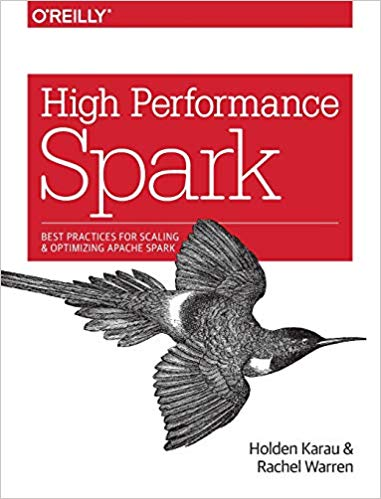 O'REILLY®
High Performance
Spark
BEST PRACTICES FOR SCALING
& OPTIMIZING APACHE SPARK
Holden Karau &
Rachel Warren